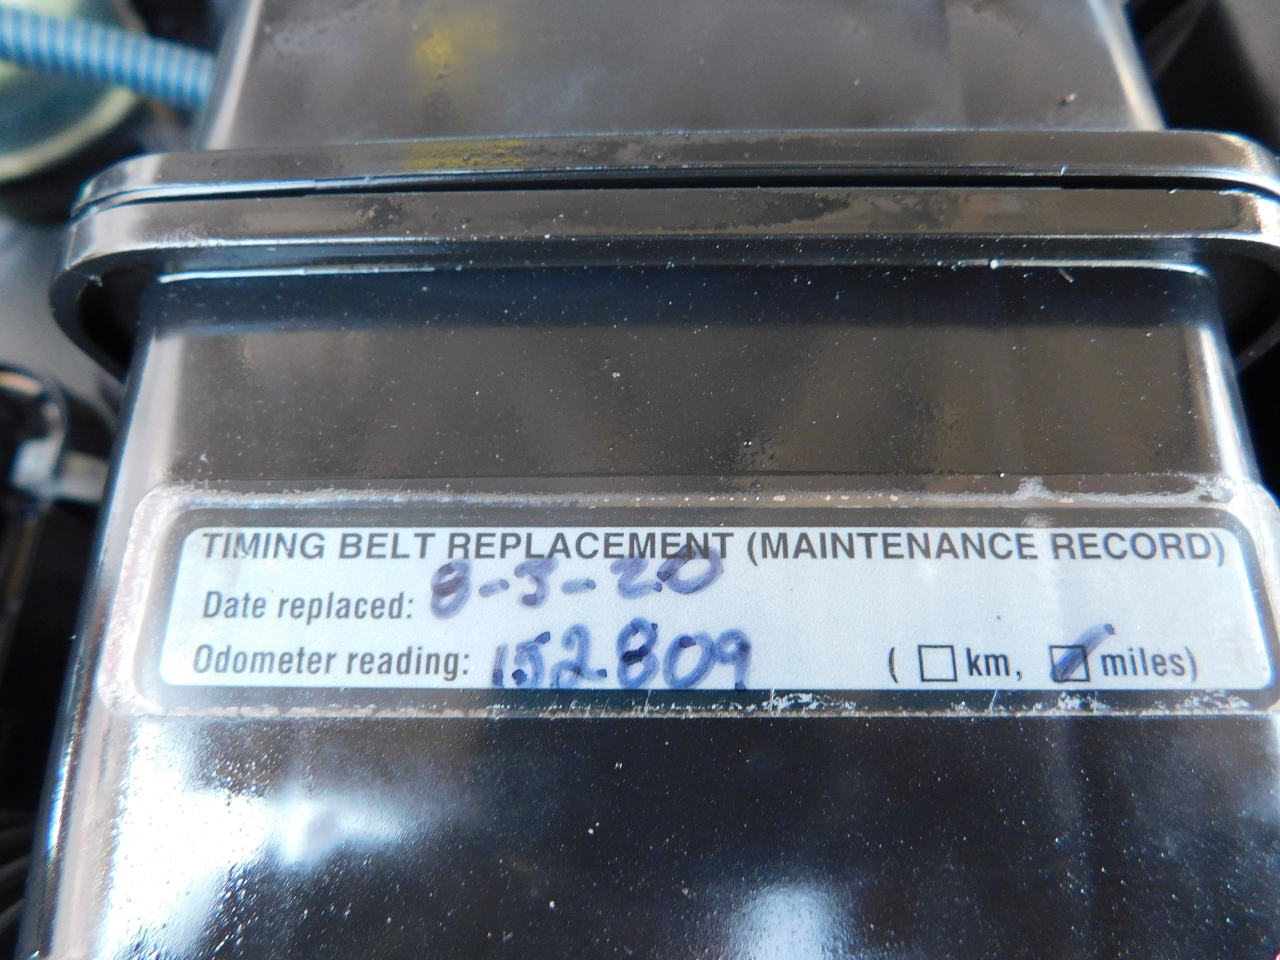 TIMING BELT REPLACEMENT (MAINTENANCE RECORD)
Date replaced: 8-3-20
Odometer reading: 152809 ( km, miles)